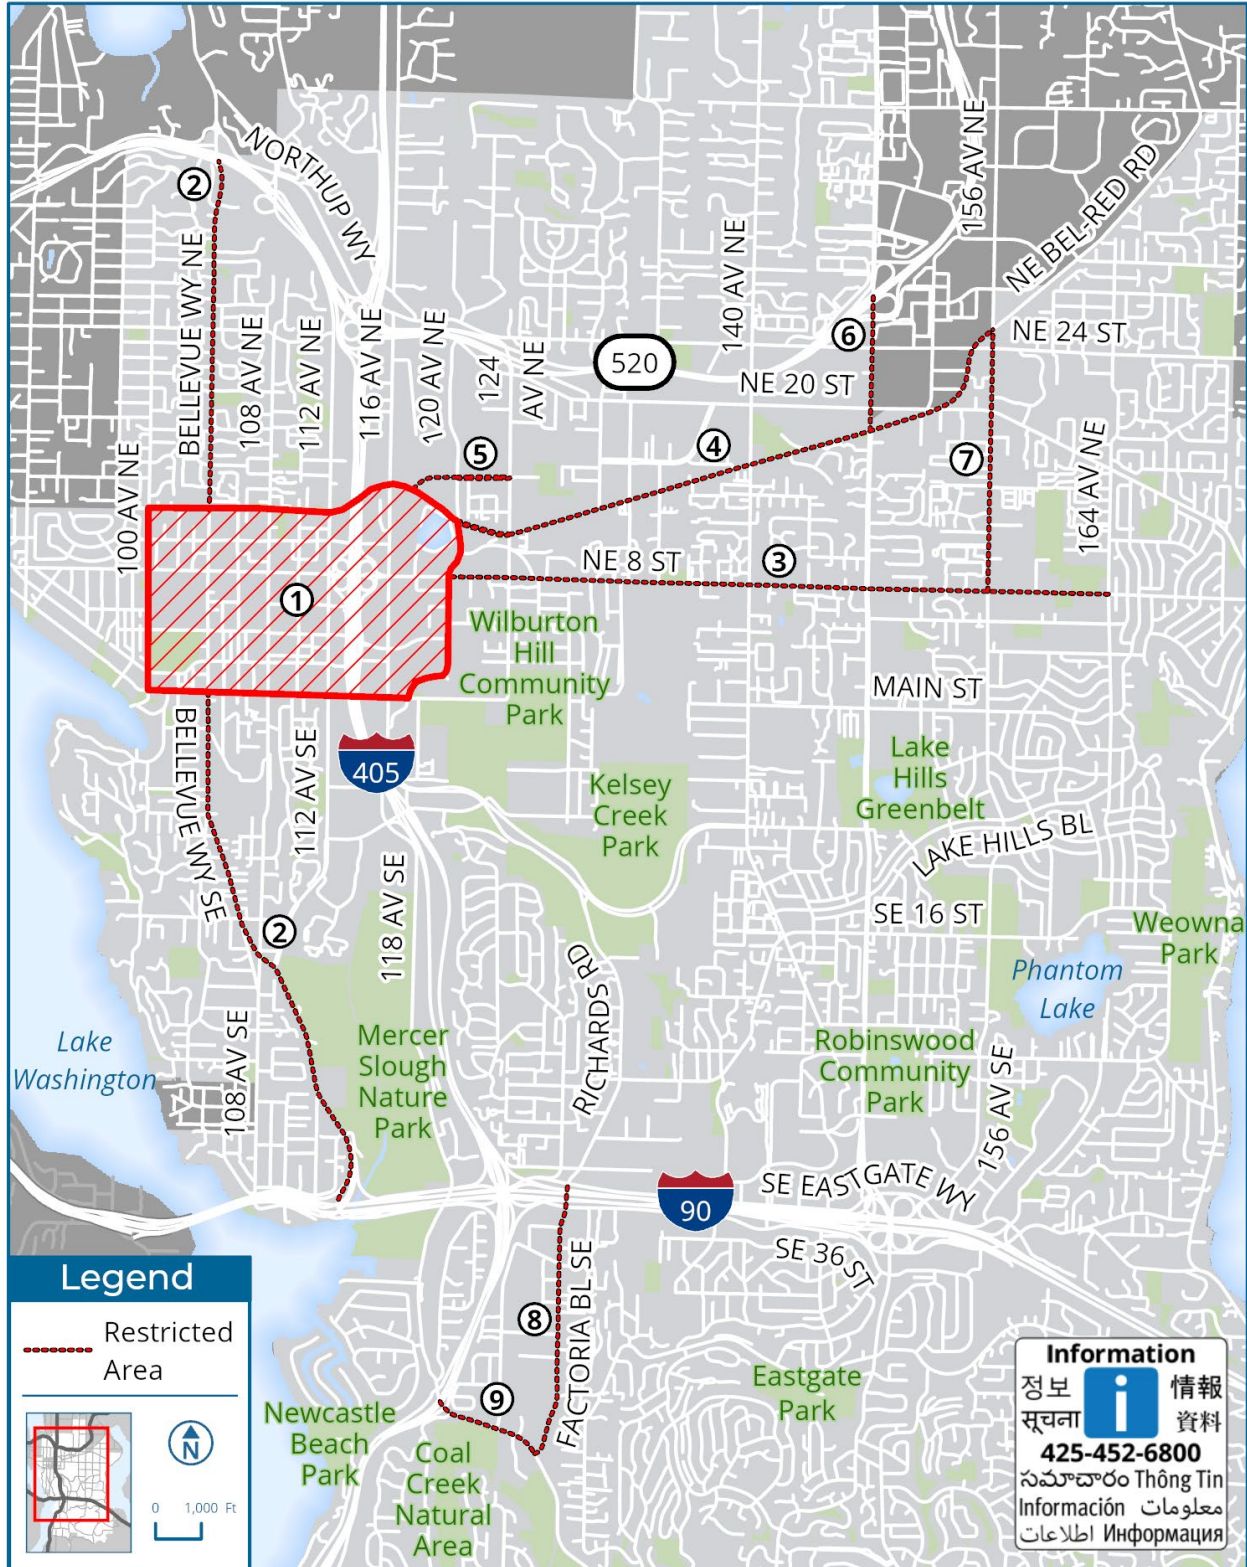 NORTHUP WY
156 AV NE
NE BEL-RED RD
②
BELLEVUE WY NE
140 AV NE
108 AV NE
112 AV NE
116 AV NE
120 AV NE
124
AV NE
520
⑥
NE 24 ST
NE 20 ST
④
⑤
⑦
164 AV NE
100 AV NE
NE 8 ST
③
①
Wilburton
Hill
Community
Park
MAIN ST
BELLEVUE WY SE
112 AV SE
405
Kelsey
Creek
Park
Lake
Hills
Greenbelt
LAKE HILLS BL
118 AV SE
SE 16 ST
②
Weowna
Park
RICHARDS RD
Phantom
Lake
Lake
Washington
108 AV SE
Mercer
Slough
Nature
Park
Robinswood
Community
Park
156 AV SE
SE EASTGATE WY
90
SE 36 ST
⑧
FACTORIA BL SE
⑨
Eastgate
Park
Newcastle
Beach
Park
Coal
Creek
Natural
Area
Legend
Restricted
Area
N
0 1,000 Ft
Information
정보 i 情報
सूचना 資料
425-452-6800
సమాచారం Thông Tin
Información معلومات
اطلاعات Информация